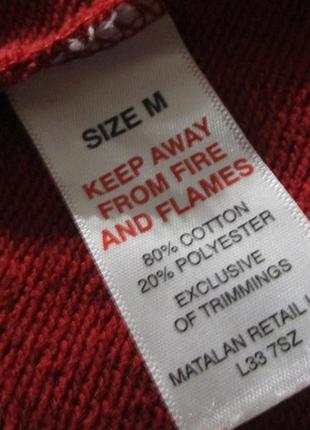 SIZE M
KEEP AWAY
FROM FIRE
AND FLAMES
80% COTTON
20% POLYESTER
EXCLUSIVE
OF TRIMMINGS
MATALAN RETAIL L
L33 7SZ